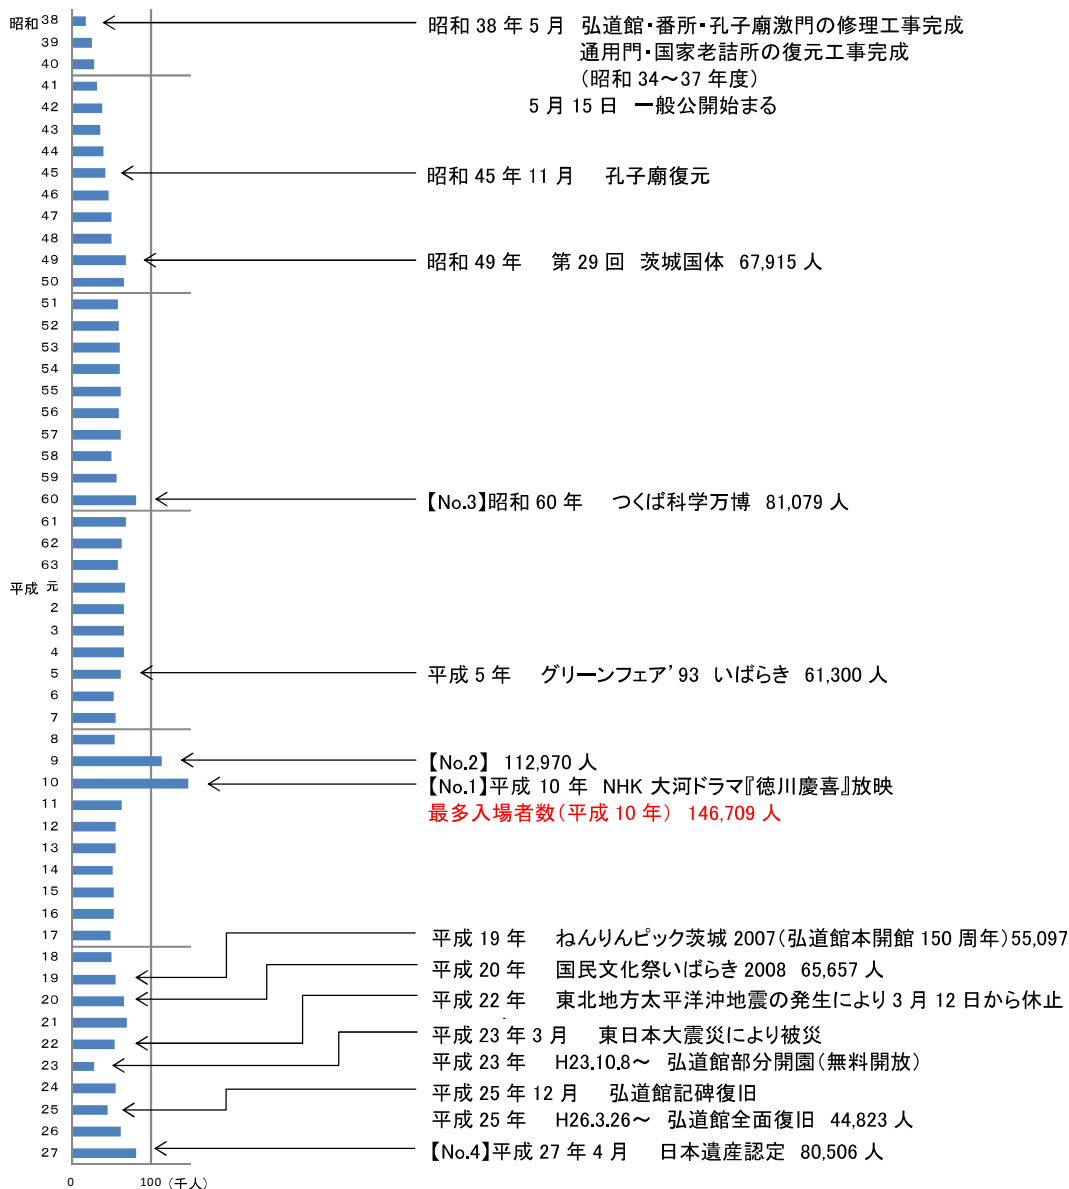 昭和 38
昭和 38 年 5 月 弘道館・番所・孔子廟激門の修理工事完成
39
通用門・国家老詰所の復元工事完成
40
(昭和 34～37 年度)
41
5 月 15 日 一般公開始まる
42
43
44
45
昭和 45 年 11 月 孔子廟復元
46
47
48
49
昭和 49 年 第 29 回 茨城国体 67,915 人
50
51
52
53
54
55
56
57
58
59
60
【No.3】昭和 60 年 つくば科学万博 81,079 人
61
62
63
平成 元
2
3
4
5
平成 5 年 グリーンフェア’93 いばらき 61,300 人
6
7
8
9
【No.2】 112,970 人
10
【No.1】平成 10 年 NHK 大河ドラマ『徳川慶喜』放映
最多入場者数(平成 10 年) 146,709 人
11
12
13
14
15
16
17
平成 19 年 ねんりんピック茨城 2007(弘道館本開館 150 周年)55,097
18
19
平成 20 年 国民文化祭いばらき 2008 65,657 人
20
平成 22 年 東北地方太平洋沖地震の発生により 3 月 12 日から休止
21
22
平成 23 年 3 月 東日本大震災により被災
23
平成 23 年 H23.10.8～ 弘道館部分開園(無料開放)
24
平成 25 年 12 月 弘道館記碑復旧
25
平成 25 年 H26.3.26～ 弘道館全面復旧 44,823 人
26
27
【No.4】平成 27 年 4 月 日本遺産認定 80,506 人
0 100 (千人)